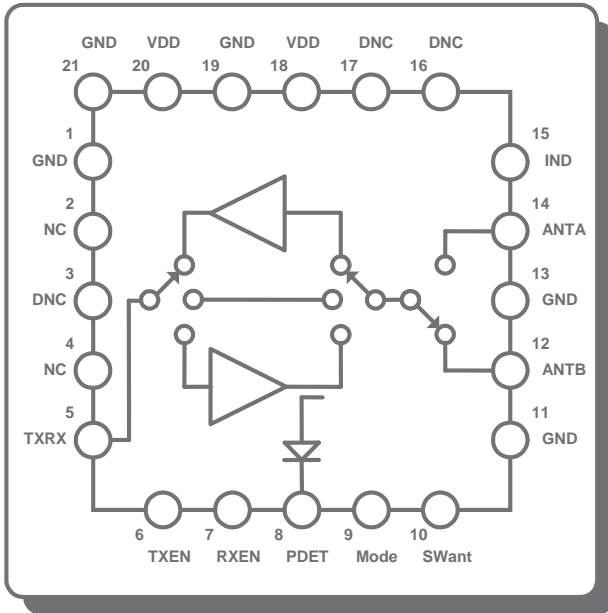 GND VDD GND VDD DNC DNC
21 20 19 18 17 16
1 15
GND IND
2 14
NC ANTA
3 13
DNC GND
4 12
NC ANTB
5 11
TXRX GND
6 7 8 9 10
TXEN RXEN PDET Mode SWant